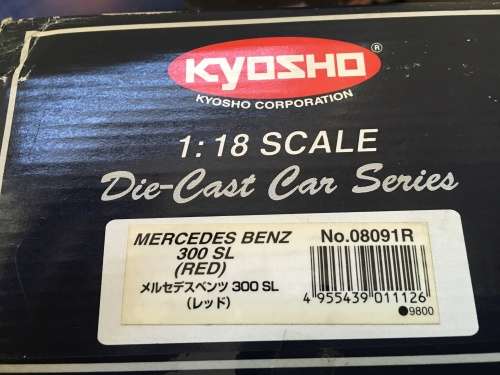 KYOSHO®
KYOSHO CORPORATION
1:18 SCALE
Die-Cast Car Series
MERCEDES BENZ
300 SL
(RED)
メルセデスベンツ 300 SL
(レッド)
No.08091R
4 955439 011126
●9800